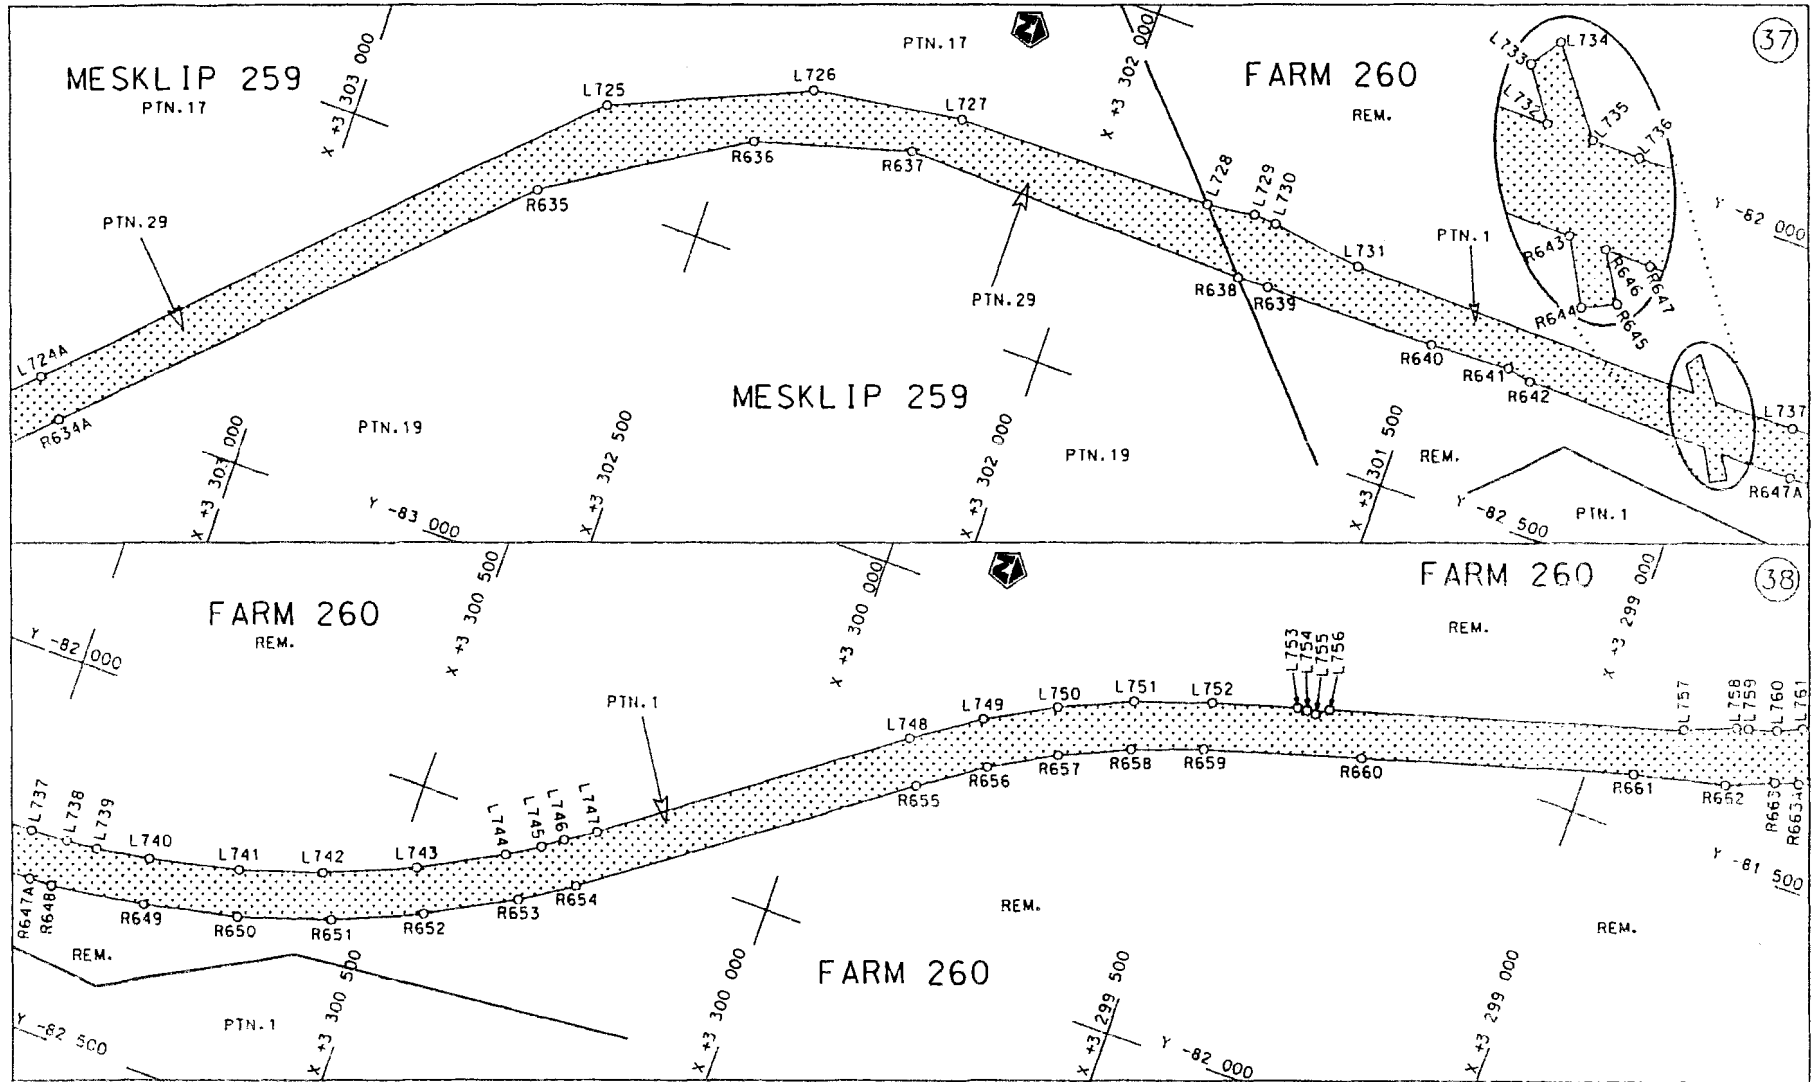 37
MESKLIP 259
PTN.17
X +3 303 000
PTN.17
X +3 302 000
FARM 260
REM.
L733
L734
L732
L735
L736
R643
R646
R647
R644
R645
Y -82 000
L725
L726
L727
R636
R637
R635
L728
L729
L730
L731
PTN.1
PTN.29
PTN.29
R638
R639
R640
R641
R642
L737
R647A
L724A
R634A
MESKLIP 259
PTN.19
PTN.19
REM.
PTN.1
X +3 303 000
Y -83 000
X +3 302 500
X +3 302 000
X +3 301 500
Y -82 500
38
FARM 260
REM.
X +3 300 500
X +3 300 000
FARM 260
REM.
X +3 299 000
Y -82 000
PTN.1
L737
L738
L739
L740
L741
L742
L743
L744
L745
L746
L747
L748
L749
L750
L751
L752
L753
L754
L755
L756
L757
L758
L759
L760
L761
R647A
R648
R649
R650
R651
R652
R653
R654
R655
R656
R657
R658
R659
R660
R661
R662
R663
R663A
Y -81 500
REM.
REM.
REM.
FARM 260
PTN.1
Y -82 500
X +3 300 500
X +3 300 000
X +3 299 500
Y -82 000
X +3 299 000